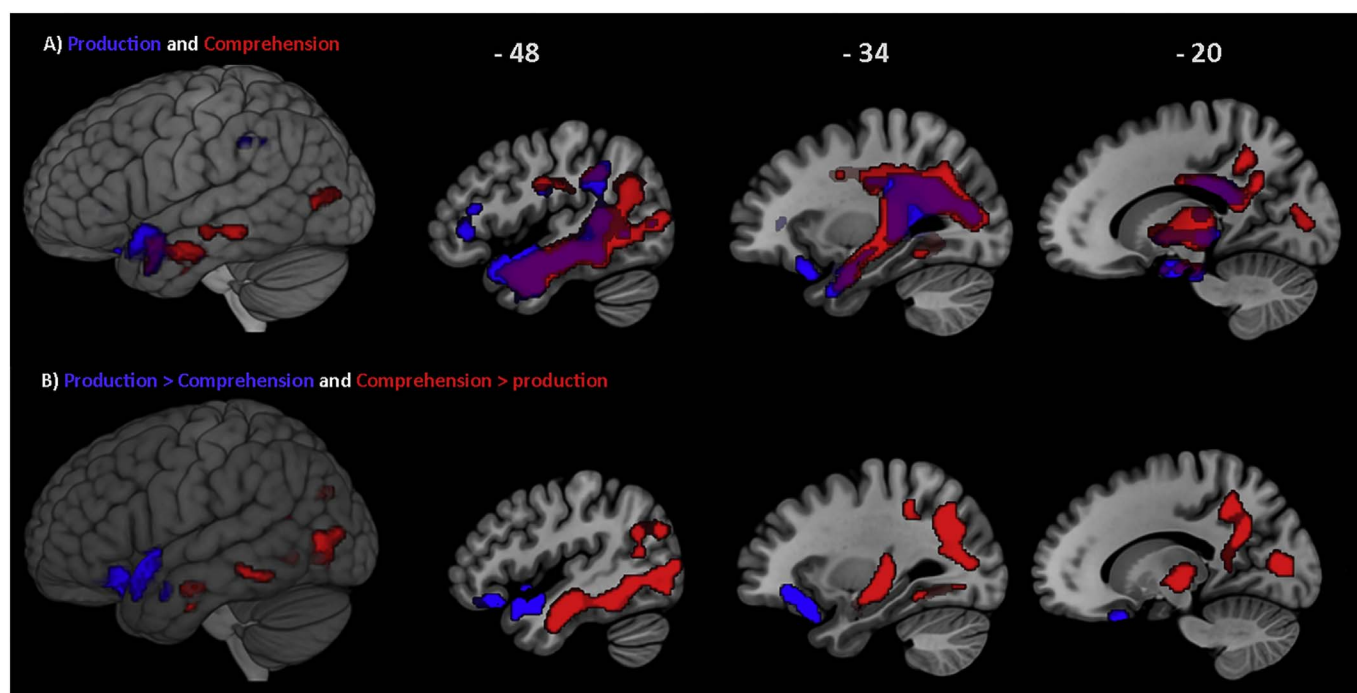 A) Production and Comprehension
- 48
- 34
- 20
B) Production > Comprehension and Comprehension > production